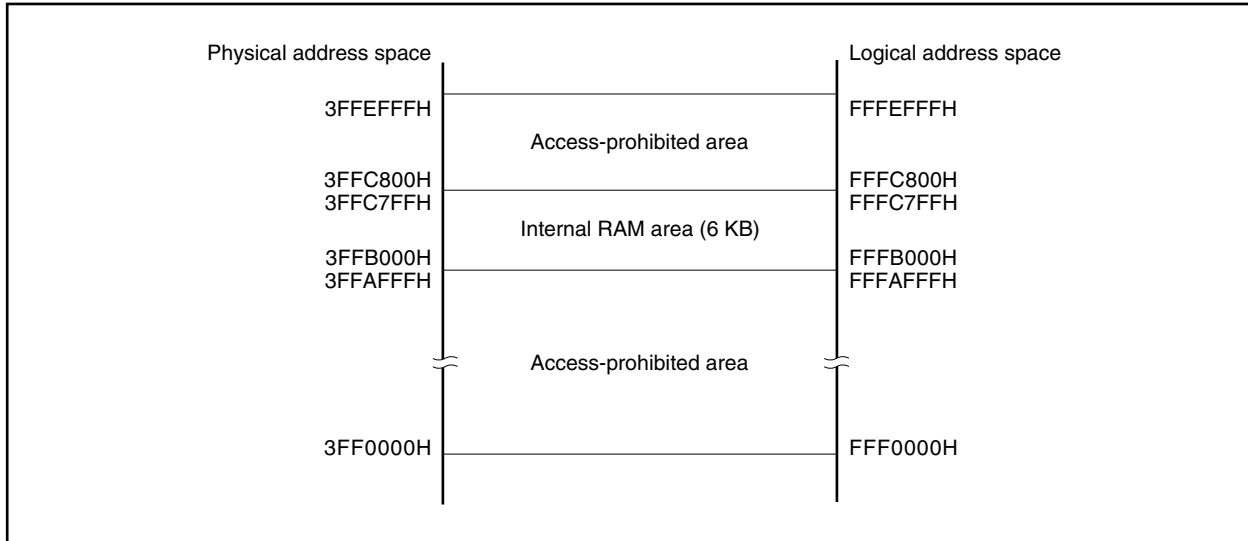 Physical address space Logical address space
3FFEFFFH FFFEFFFH
Access-prohibited area
3FFC800H FFFC800H
3FFC7FFH FFFC7FFH
Internal RAM area (6 KB)
3FFB000H FFFB000H
3FFAFFFH FFFAFFFH
Access-prohibited area
3FF0000H FFF0000H